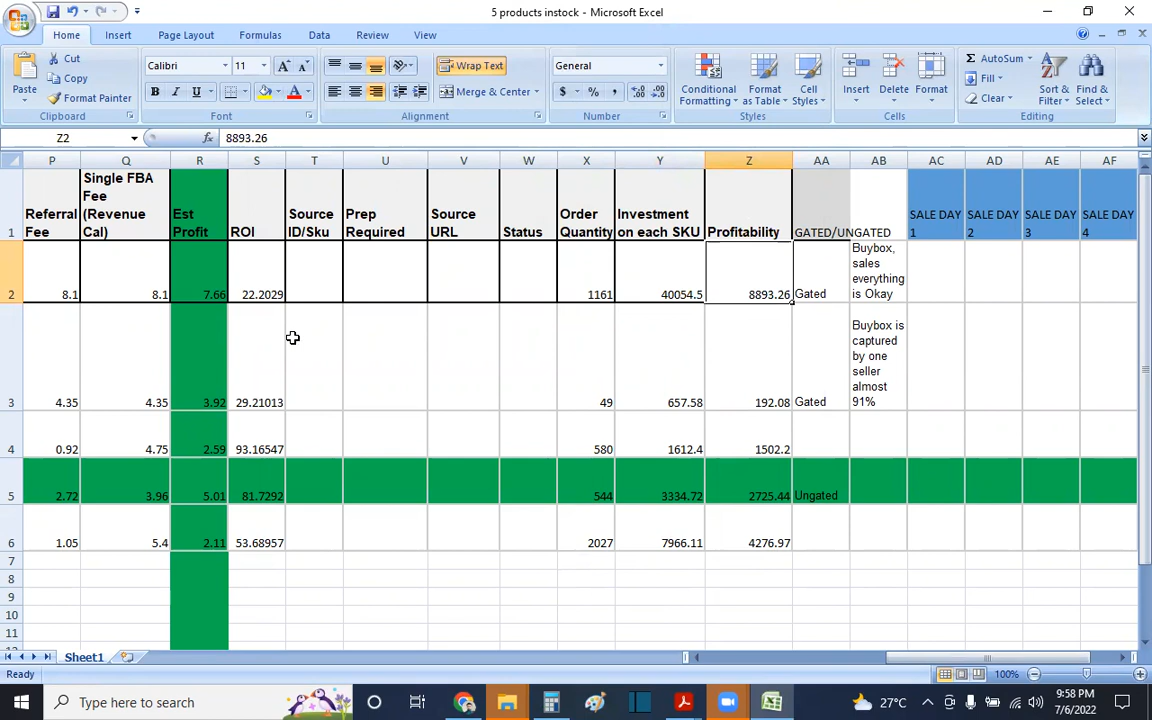 5 products instock - Microsoft Excel
Home Insert Page Layout Formulas Data Review View
Cut
Copy
Format Painter
Paste
Clipboard
Calibri 11
B I U
Font
Wrap Text
Merge & Center
Alignment
General
$ % ,
Number
Conditional Formatting
Format as Table
Cell Styles
Styles
Insert Delete Format
Cells
AutoSum
Fill
Clear
Sort & Filter
Find & Select
Editing
Z2 fx 8893.26
P Q R S T U V W X Y Z AA AB AC AD AE AF
1
Referral Fee
Single FBA Fee (Revenue Cal)
Est Profit
ROI
Source ID/Sku
Prep Required
Source URL
Status
Order Quantity
Investment on each SKU
Profitability
GATED/UNGATED
SALE DAY 1
SALE DAY 2
SALE DAY 3
SALE DAY 4
2 8.1 8.1 7.66 22.2029 1161 40054.5 8893.26 Gated
Buybox, sales everything is Okay
3 4.35 4.35 3.92 29.21013 49 657.58 192.08 Gated
Buybox is captured by one seller almost 91%
4 0.92 4.75 2.59 93.16547 580 1612.4 1502.2
5 2.72 3.96 5.01 81.7292 544 3334.72 2725.44 Ungated
6 1.05 5.4 2.11 53.68957 2027 7966.11 4276.97
7
8
9
10
11
Sheet1
Ready
100%
Type here to search
27°C
9:58 PM
7/6/2022